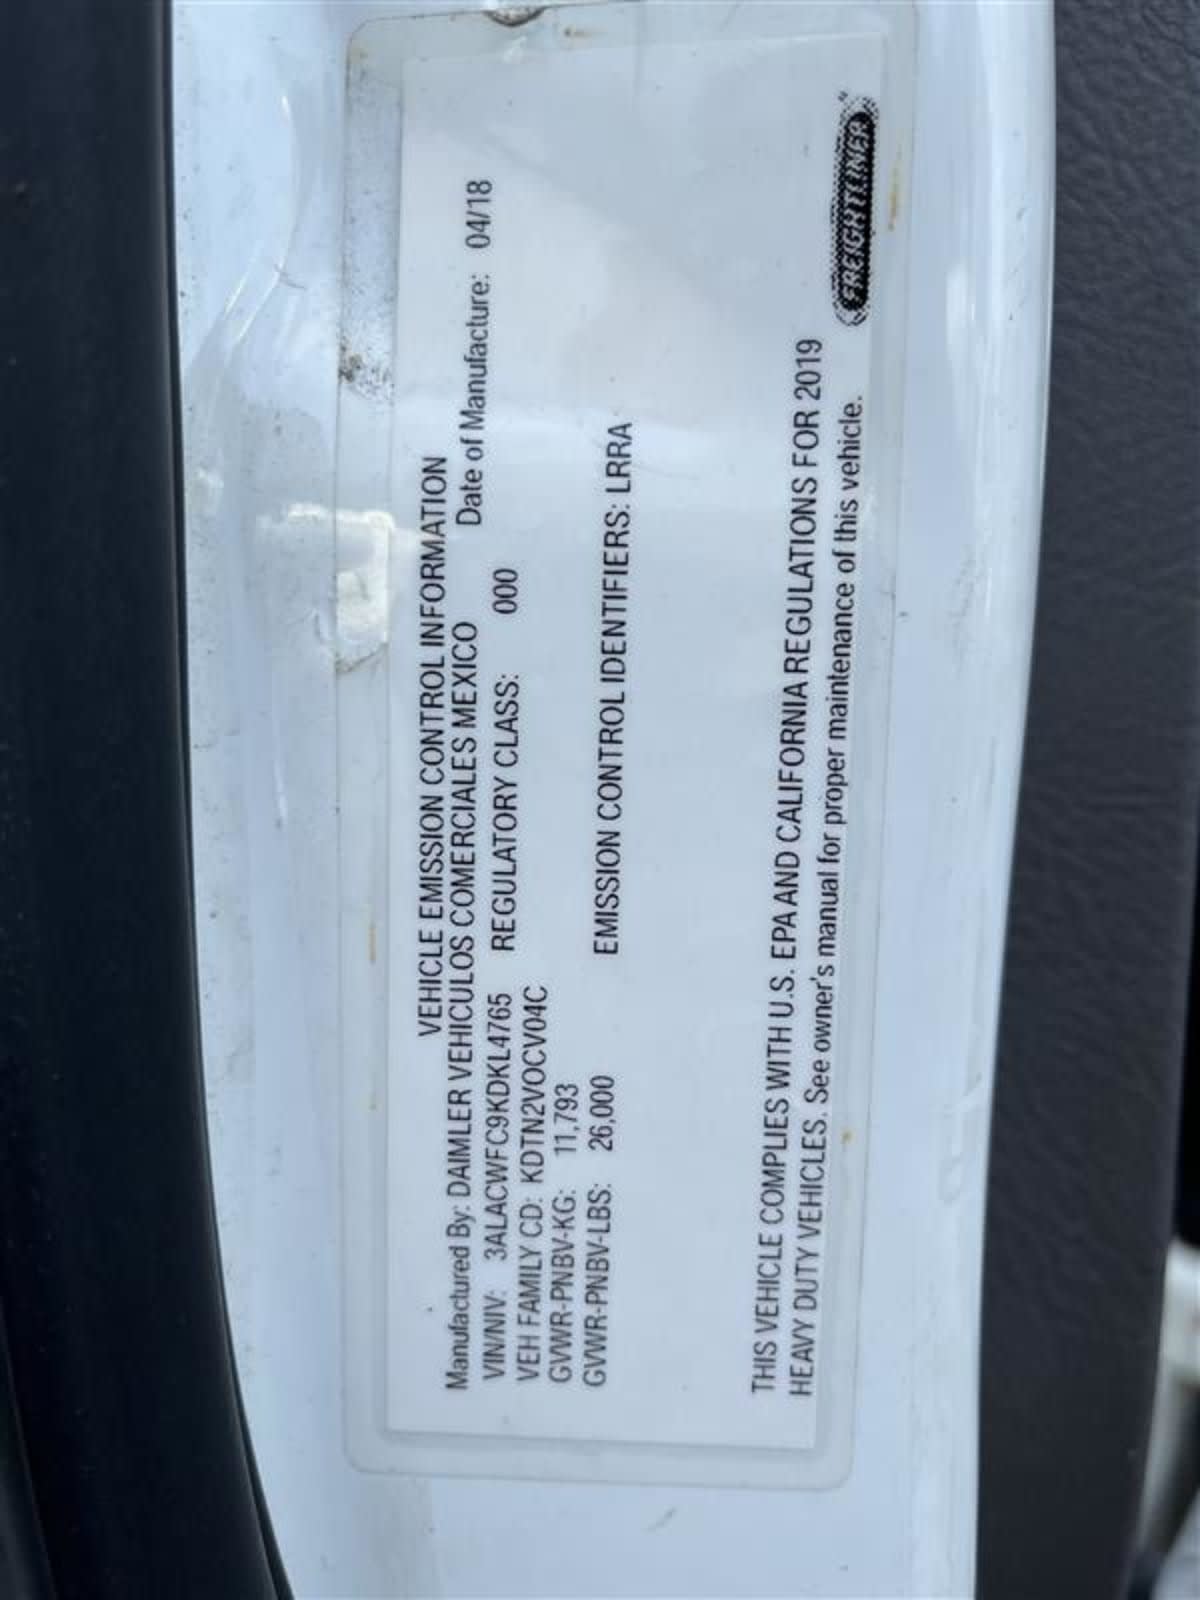 VEHICLE EMISSION CONTROL INFORMATION
Manufactured By: DAIMLER VEHICULOS COMERCIALES MEXICO Date of Manufacture: 04/18
VIN/NIV: 3ALACWFC9KDKL4765 REGULATORY CLASS: 000
VEH FAMILY CD: KDTN2VOCV04C
GVWR-PNBV-KG: 11,793
GVWR-PNBV-LBS: 26,000 EMISSION CONTROL IDENTIFIERS: LRRA
THIS VEHICLE COMPLIES WITH U.S. EPA AND CALIFORNIA REGULATIONS FOR 2019
HEAVY DUTY VEHICLES. See owner's manual for proper maintenance of this vehicle.
FREIGHTLINER